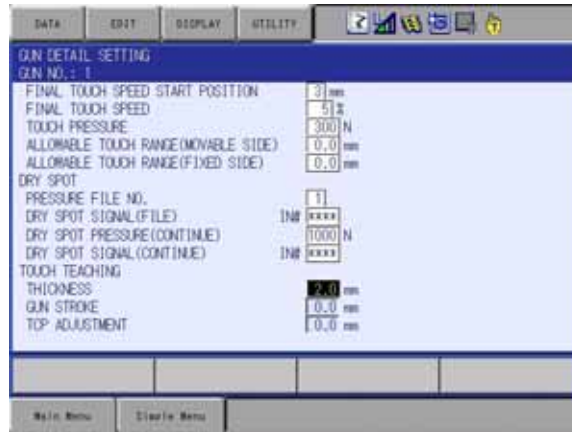 DATA EDIT DISPLAY UTILITY
GUN DETAIL SETTING
GUN NO.: 1
FINAL TOUCH SPEED START POSITION 3 mm
FINAL TOUCH SPEED 5 %
TOUCH PRESSURE 300 N
ALLOWABLE TOUCH RANGE(MOVABLE SIDE) 0.0 mm
ALLOWABLE TOUCH RANGE(FIXED SIDE) 0.0 mm
DRY SPOT
PRESSURE FILE NO. 1
DRY SPOT SIGNAL(FILE) IN# ****
DRY SPOT PRESSURE(CONTINUE) 1000 N
DRY SPOT SIGNAL(CONTINUE) IN# ****
TOUCH TEACHING
THICKNESS 2.0 mm
GUN STROKE 0.0 mm
TCP ADJUSTMENT 0.0 mm
Main Menu Simple Menu